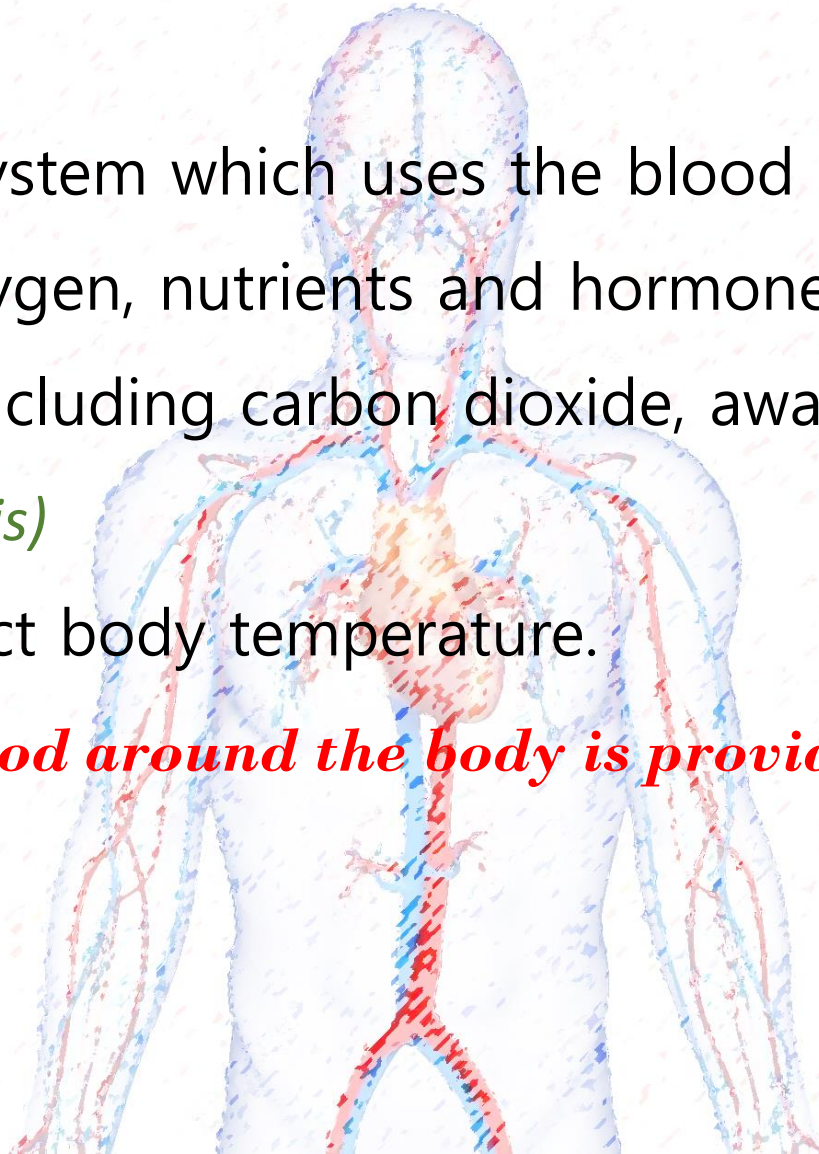 ystem which uses the blood
ygen, nutrients and hormone
cluding carbon dioxide, awa
is)
ct body temperature.
od around the body is provid